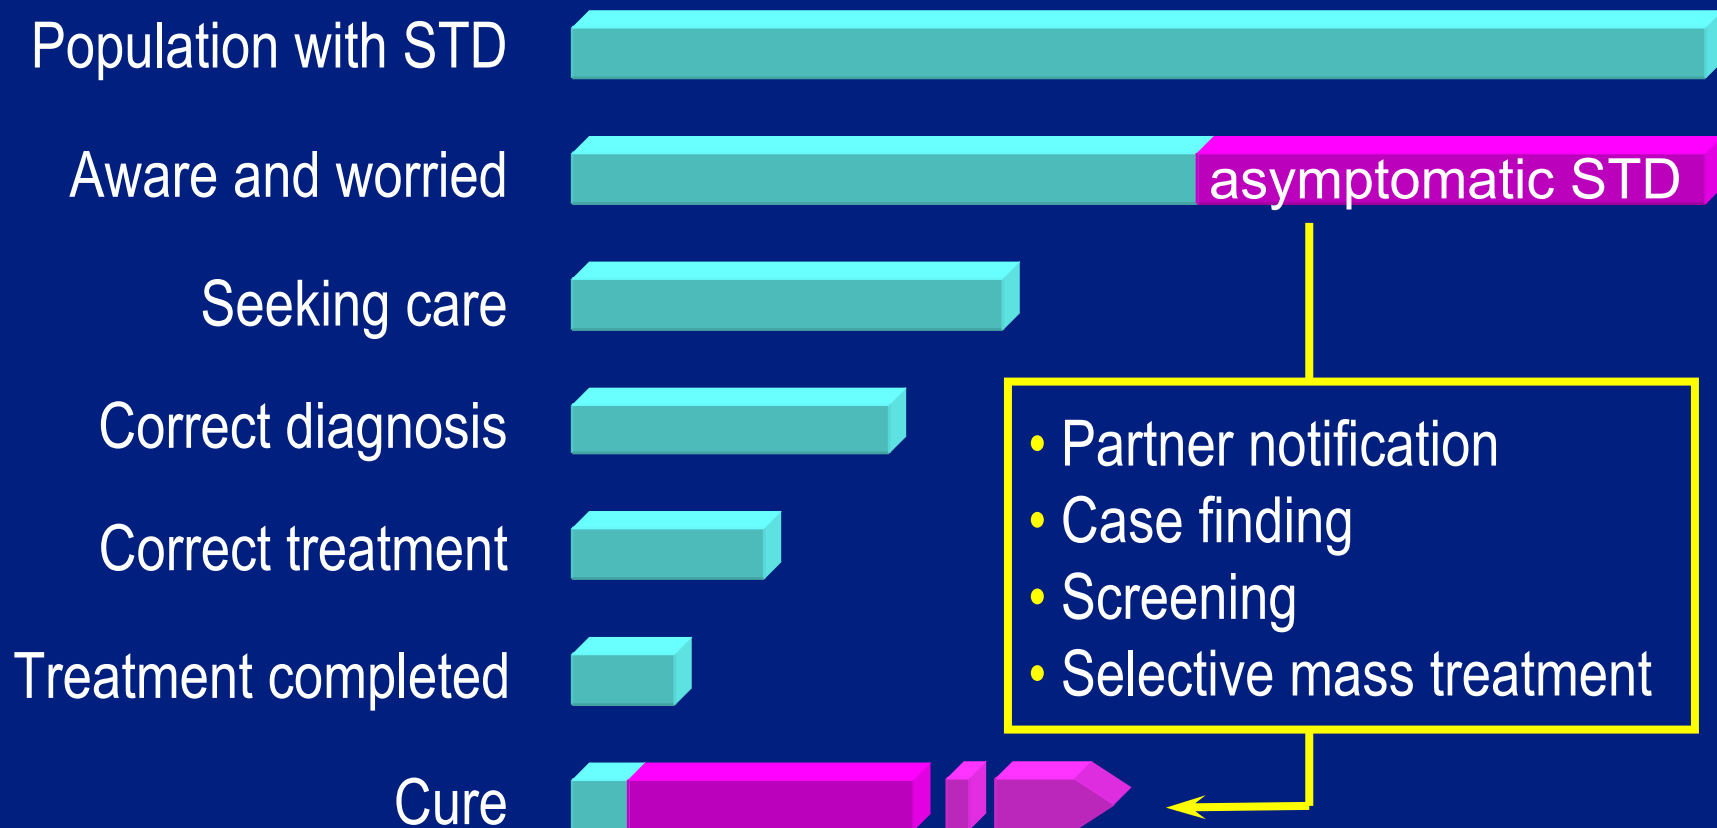 Population with STD
Aware and worried
asymptomatic STD
Seeking care
Correct diagnosis
Correct treatment
Treatment completed
Cure
• Partner notification
• Case finding
• Screening
• Selective mass treatment